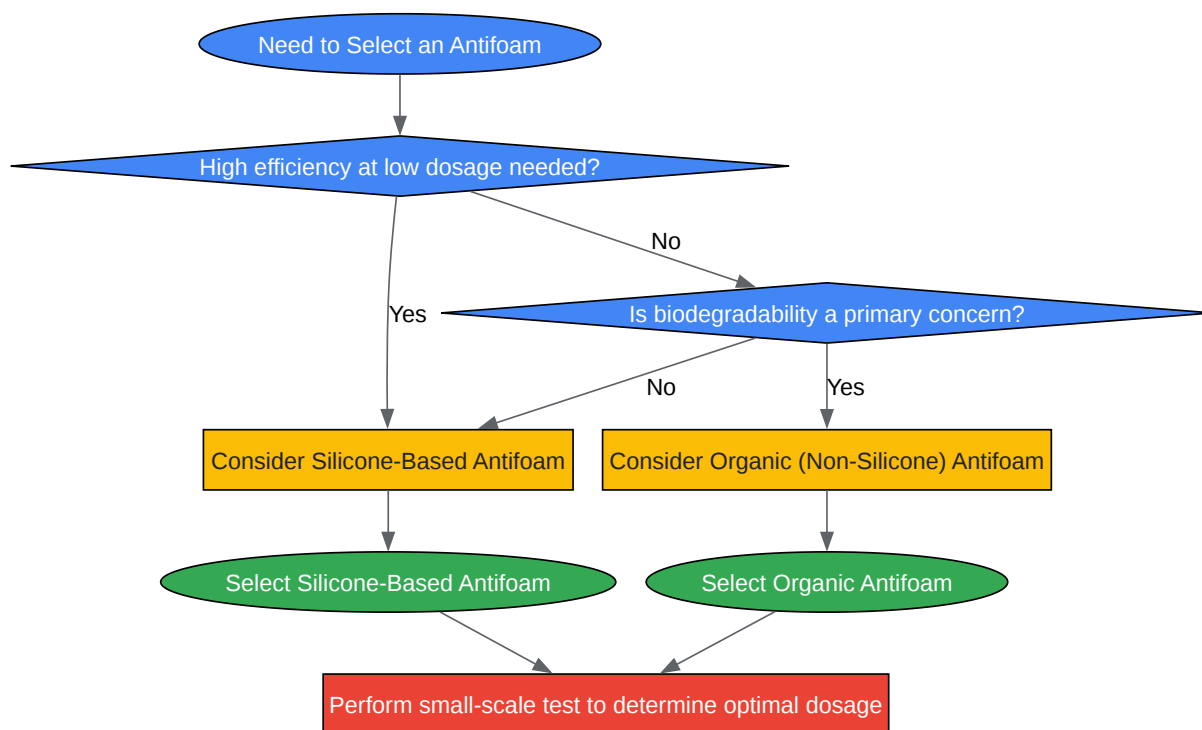 Need to Select an Antifoam
High efficiency at low dosage needed?
No
Yes
Is biodegradability a primary concern?
No
Yes
Consider Silicone-Based Antifoam
Consider Organic (Non-Silicone) Antifoam
Select Silicone-Based Antifoam
Select Organic Antifoam
Perform small-scale test to determine optimal dosage